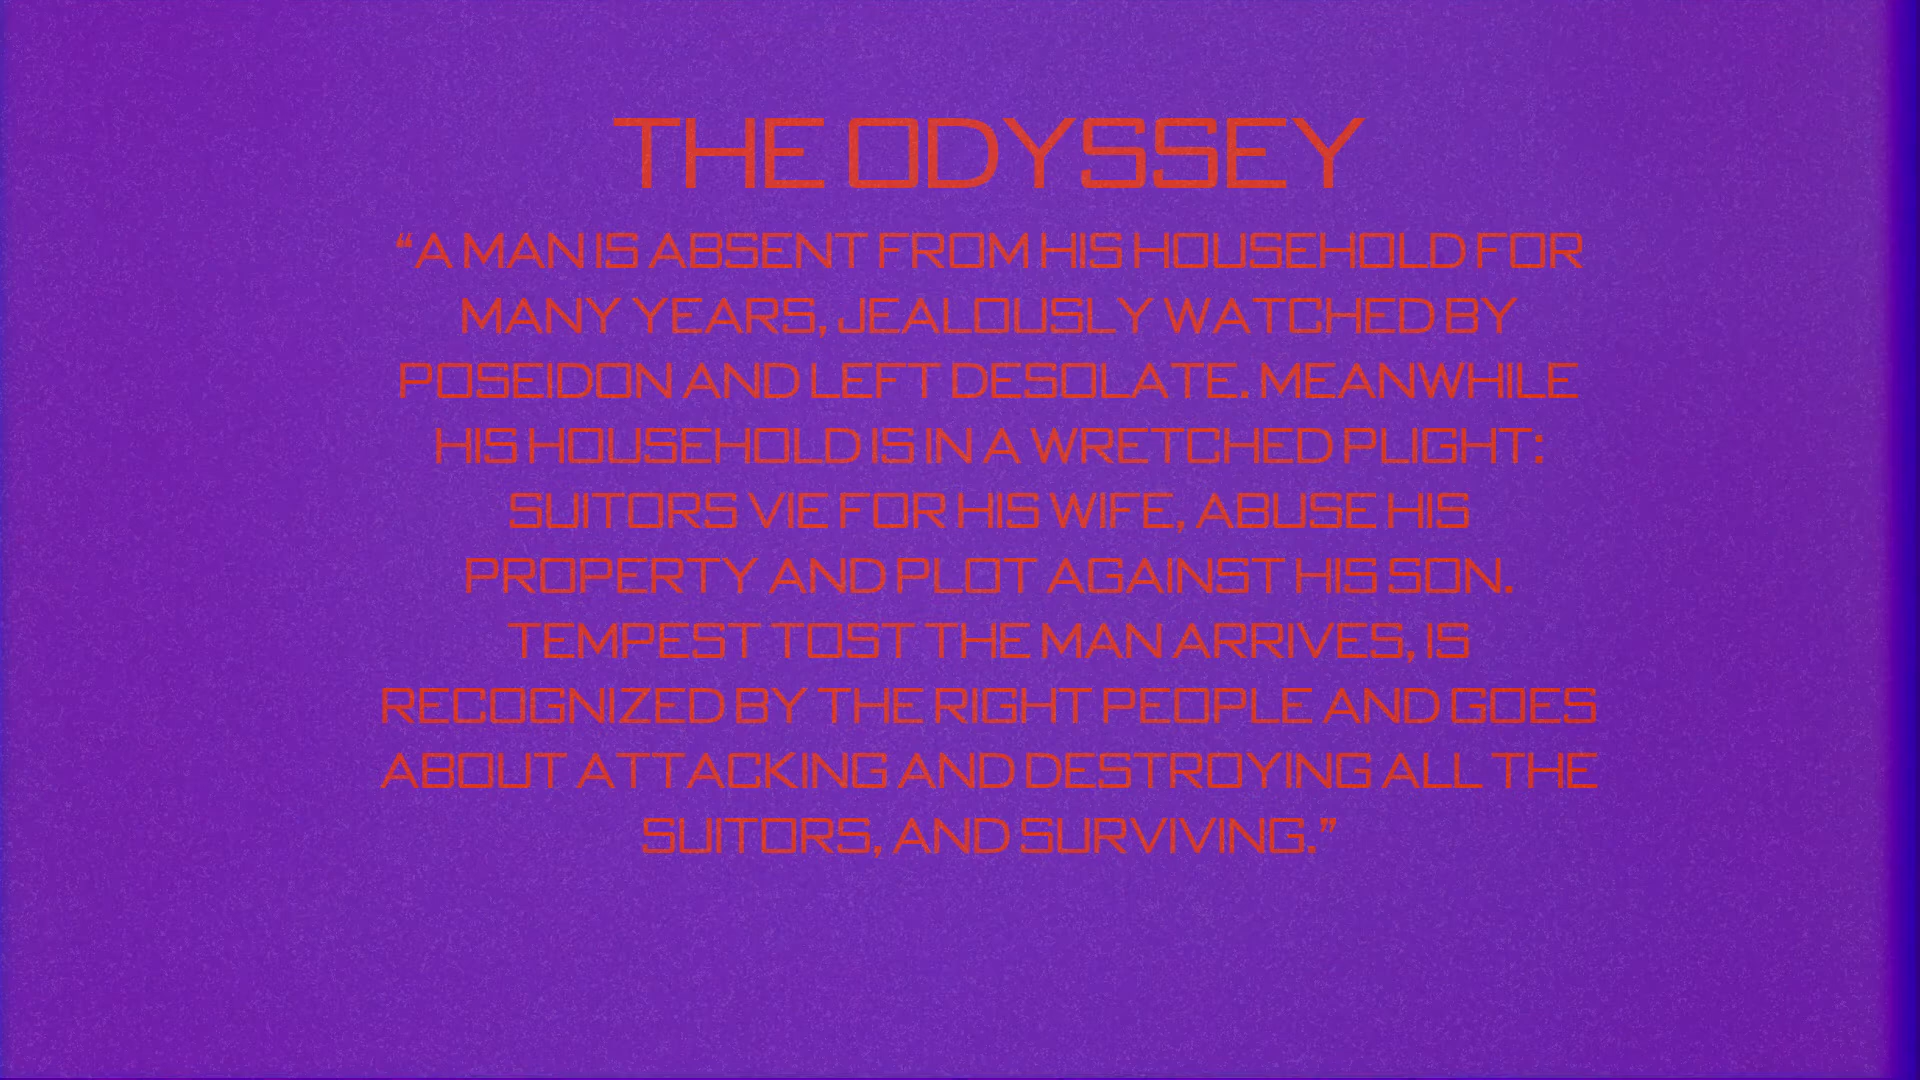 THE ODYSSEY
“A MAN IS ABSENT FROM HIS HOUSEHOLD FOR
MANY YEARS, JEALOUSLY WATCHED BY
POSEIDON AND LEFT DESOLATE. MEANWHILE
HIS HOUSEHOLD IS IN A WRETCHED PLIGHT:
SUITORS VIE FOR HIS WIFE, ABUSE HIS
PROPERTY AND PLOT AGAINST HIS SON.
TEMPEST TOST THE MAN ARRIVES, IS
RECOGNIZED BY THE RIGHT PEOPLE AND GOES
ABOUT ATTACKING AND DESTROYING ALL THE
SUITORS, AND SURVIVING.”